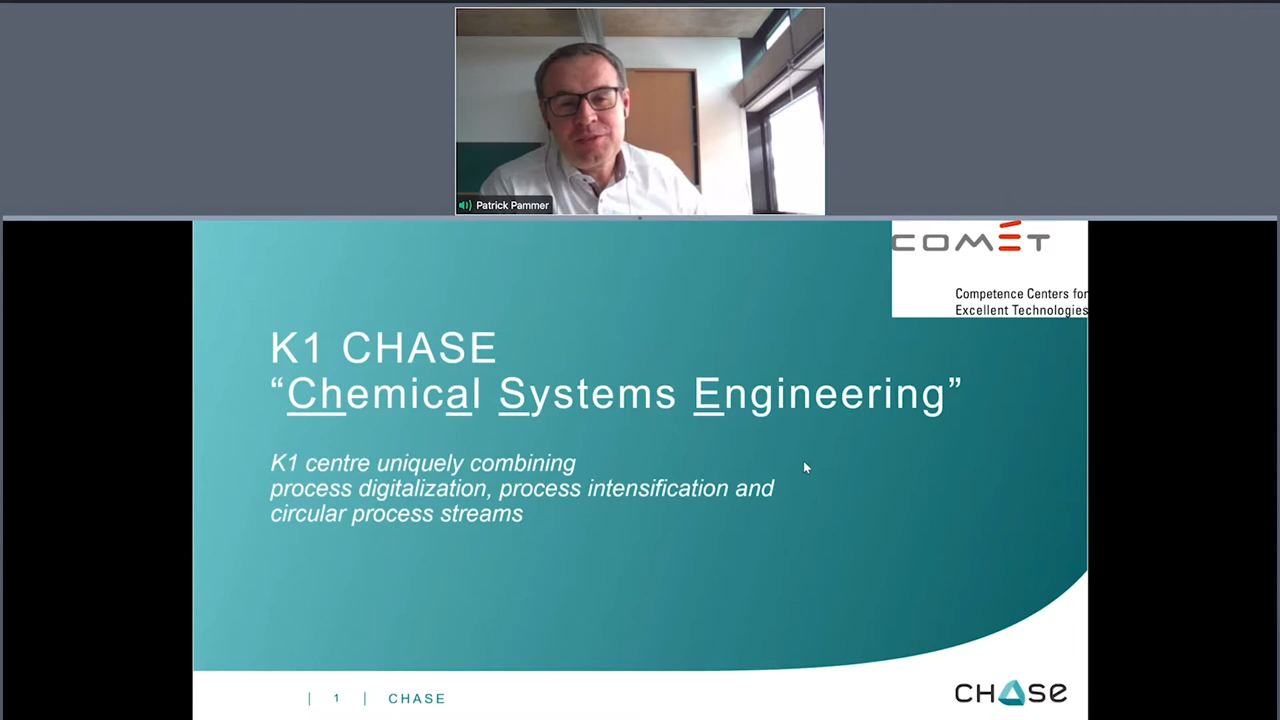 Patrick Pammer
COMÉT
Competence Centers for
Excellent Technologies
K1 CHASE
“Chemical Systems Engineering”
K1 centre uniquely combining
process digitalization, process intensification and
circular process streams
| 1 | CHASE
CHASE